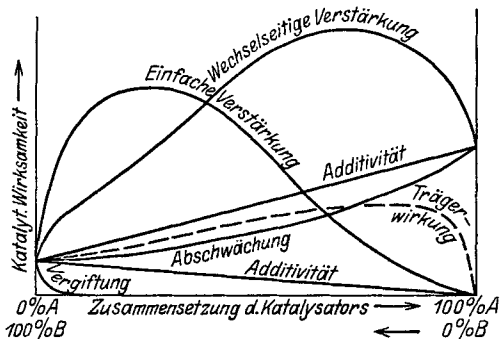 Katalyt. Wirksamkeit
Wechselseitige Verstärkung
Einfache Verstärkung
Additivität
Träger-
wirkung
Abschwächung
Additivität
Vergiftung
0%A
Zusammensetzung d. Katalysators
100%A
100%B
0%B